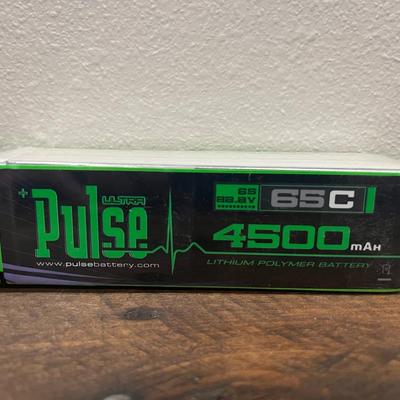 +
ULTRA
Pulse
www.pulsebattery.com
6S
22.2V
65C
4500mAH
LITHIUM POLYMER BATTERY